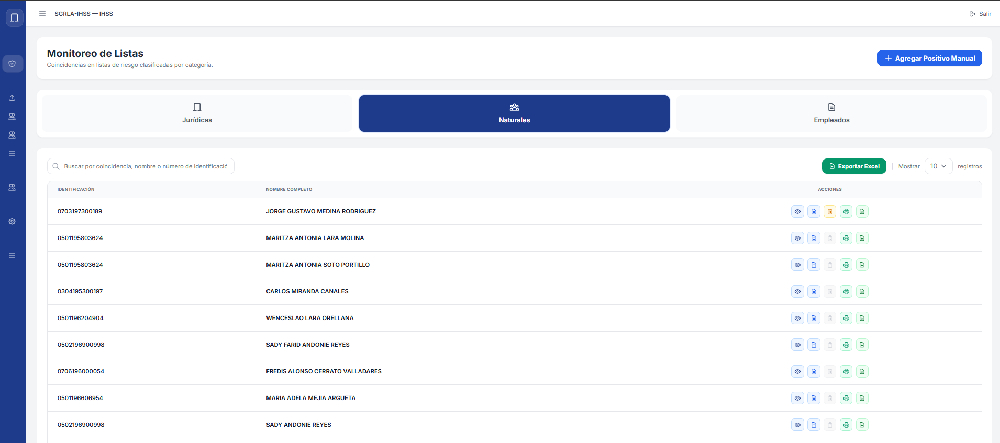 SGRLA-IHSS — IHSS
Salir
Monitoreo de Listas
Coincidencias en listas de riesgo clasificadas por categoría.
Agregar Positivo Manual
Jurídicas
Naturales
Empleados
Buscar por coincidencia, nombre o número de identificació
Exportar Excel
Mostrar 10 registros
IDENTIFICACIÓN NOMBRE COMPLETO ACCIONES
0703197300189 JORGE GUSTAVO MEDINA RODRIGUEZ
0501195803624 MARITZA ANTONIA LARA MOLINA
0501195803624 MARITZA ANTONIA SOTO PORTILLO
0304195300197 CARLOS MIRANDA CANALES
0501196204904 WENCESLAO LARA ORELLANA
0502196900998 SADY FARID ANDONIE REYES
0706196000054 FREDIS ALONSO CERRATO VALLADARES
0501196606954 MARIA ADELA MEJIA ARGUETA
0502196900998 SADY ANDONIE REYES